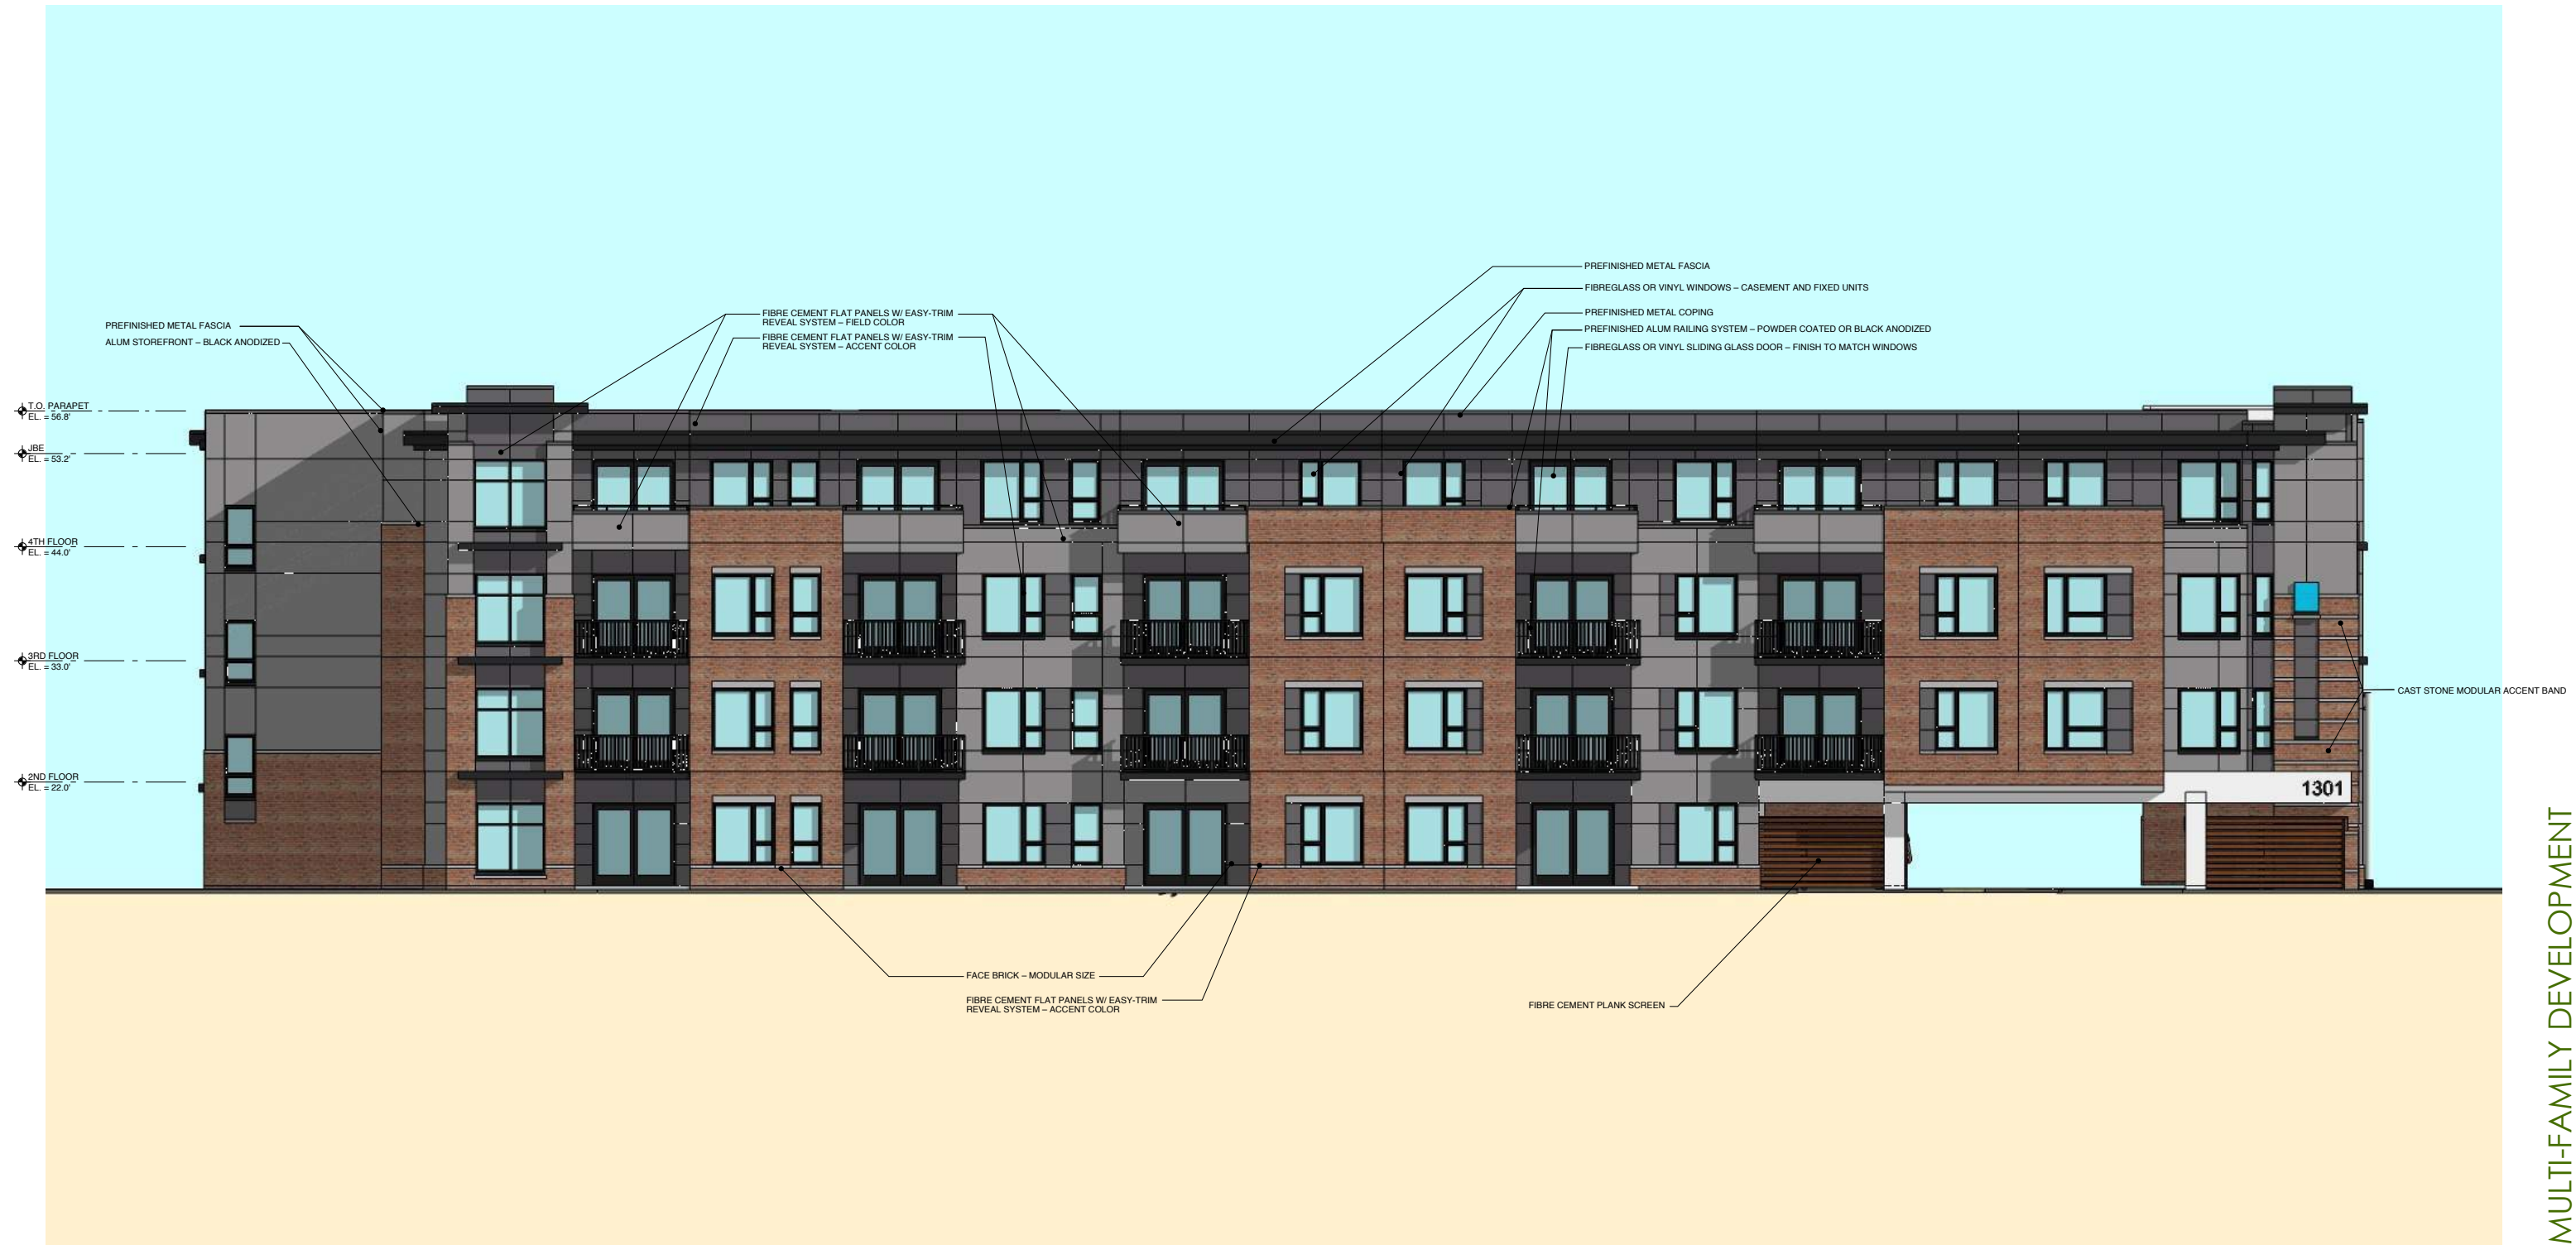 PREFINISHED METAL FASCIA
FIBREGLASS OR VINYL WINDOWS – CASEMENT AND FIXED UNITS
PREFINISHED METAL COPING
PREFINISHED ALUM RAILING SYSTEM – POWDER COATED OR BLACK ANODIZED
FIBREGLASS OR VINYL SLIDING GLASS DOOR – FINISH TO MATCH WINDOWS
FIBRE CEMENT FLAT PANELS W/ EASY-TRIM
REVEAL SYSTEM – FIELD COLOR
FIBRE CEMENT FLAT PANELS W/ EASY-TRIM
REVEAL SYSTEM – ACCENT COLOR
PREFINISHED METAL FASCIA
ALUM STOREFRONT – BLACK ANODIZED
T.O. PARAPET
EL. = 56.8'
JBE
EL. = 53.2'
4TH FLOOR
EL. = 44.0'
3RD FLOOR
EL. = 33.0'
2ND FLOOR
EL. = 22.0'
CAST STONE MODULAR ACCENT BAND
1301
FACE BRICK – MODULAR SIZE
FIBRE CEMENT FLAT PANELS W/ EASY-TRIM
REVEAL SYSTEM – ACCENT COLOR
FIBRE CEMENT PLANK SCREEN
MULTI-FAMILY DEVELOPMENT